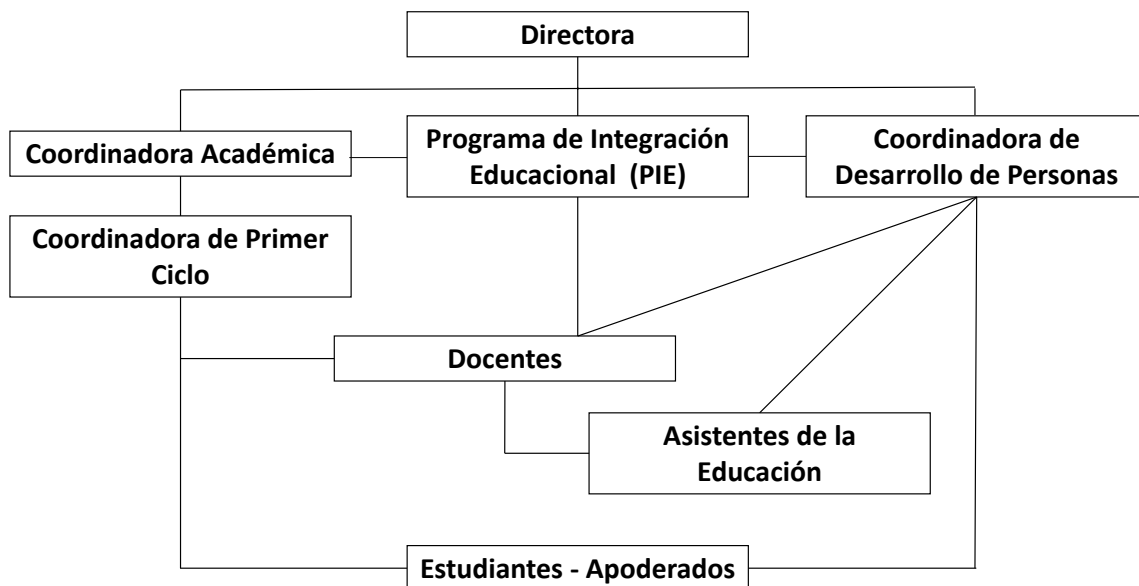 Directora
Coordinadora Académica
Programa de Integración
Educacional (PIE)
Coordinadora de
Desarrollo de Personas
Coordinadora de Primer
Ciclo
Docentes
Asistentes de la
Educación
Estudiantes - Apoderados